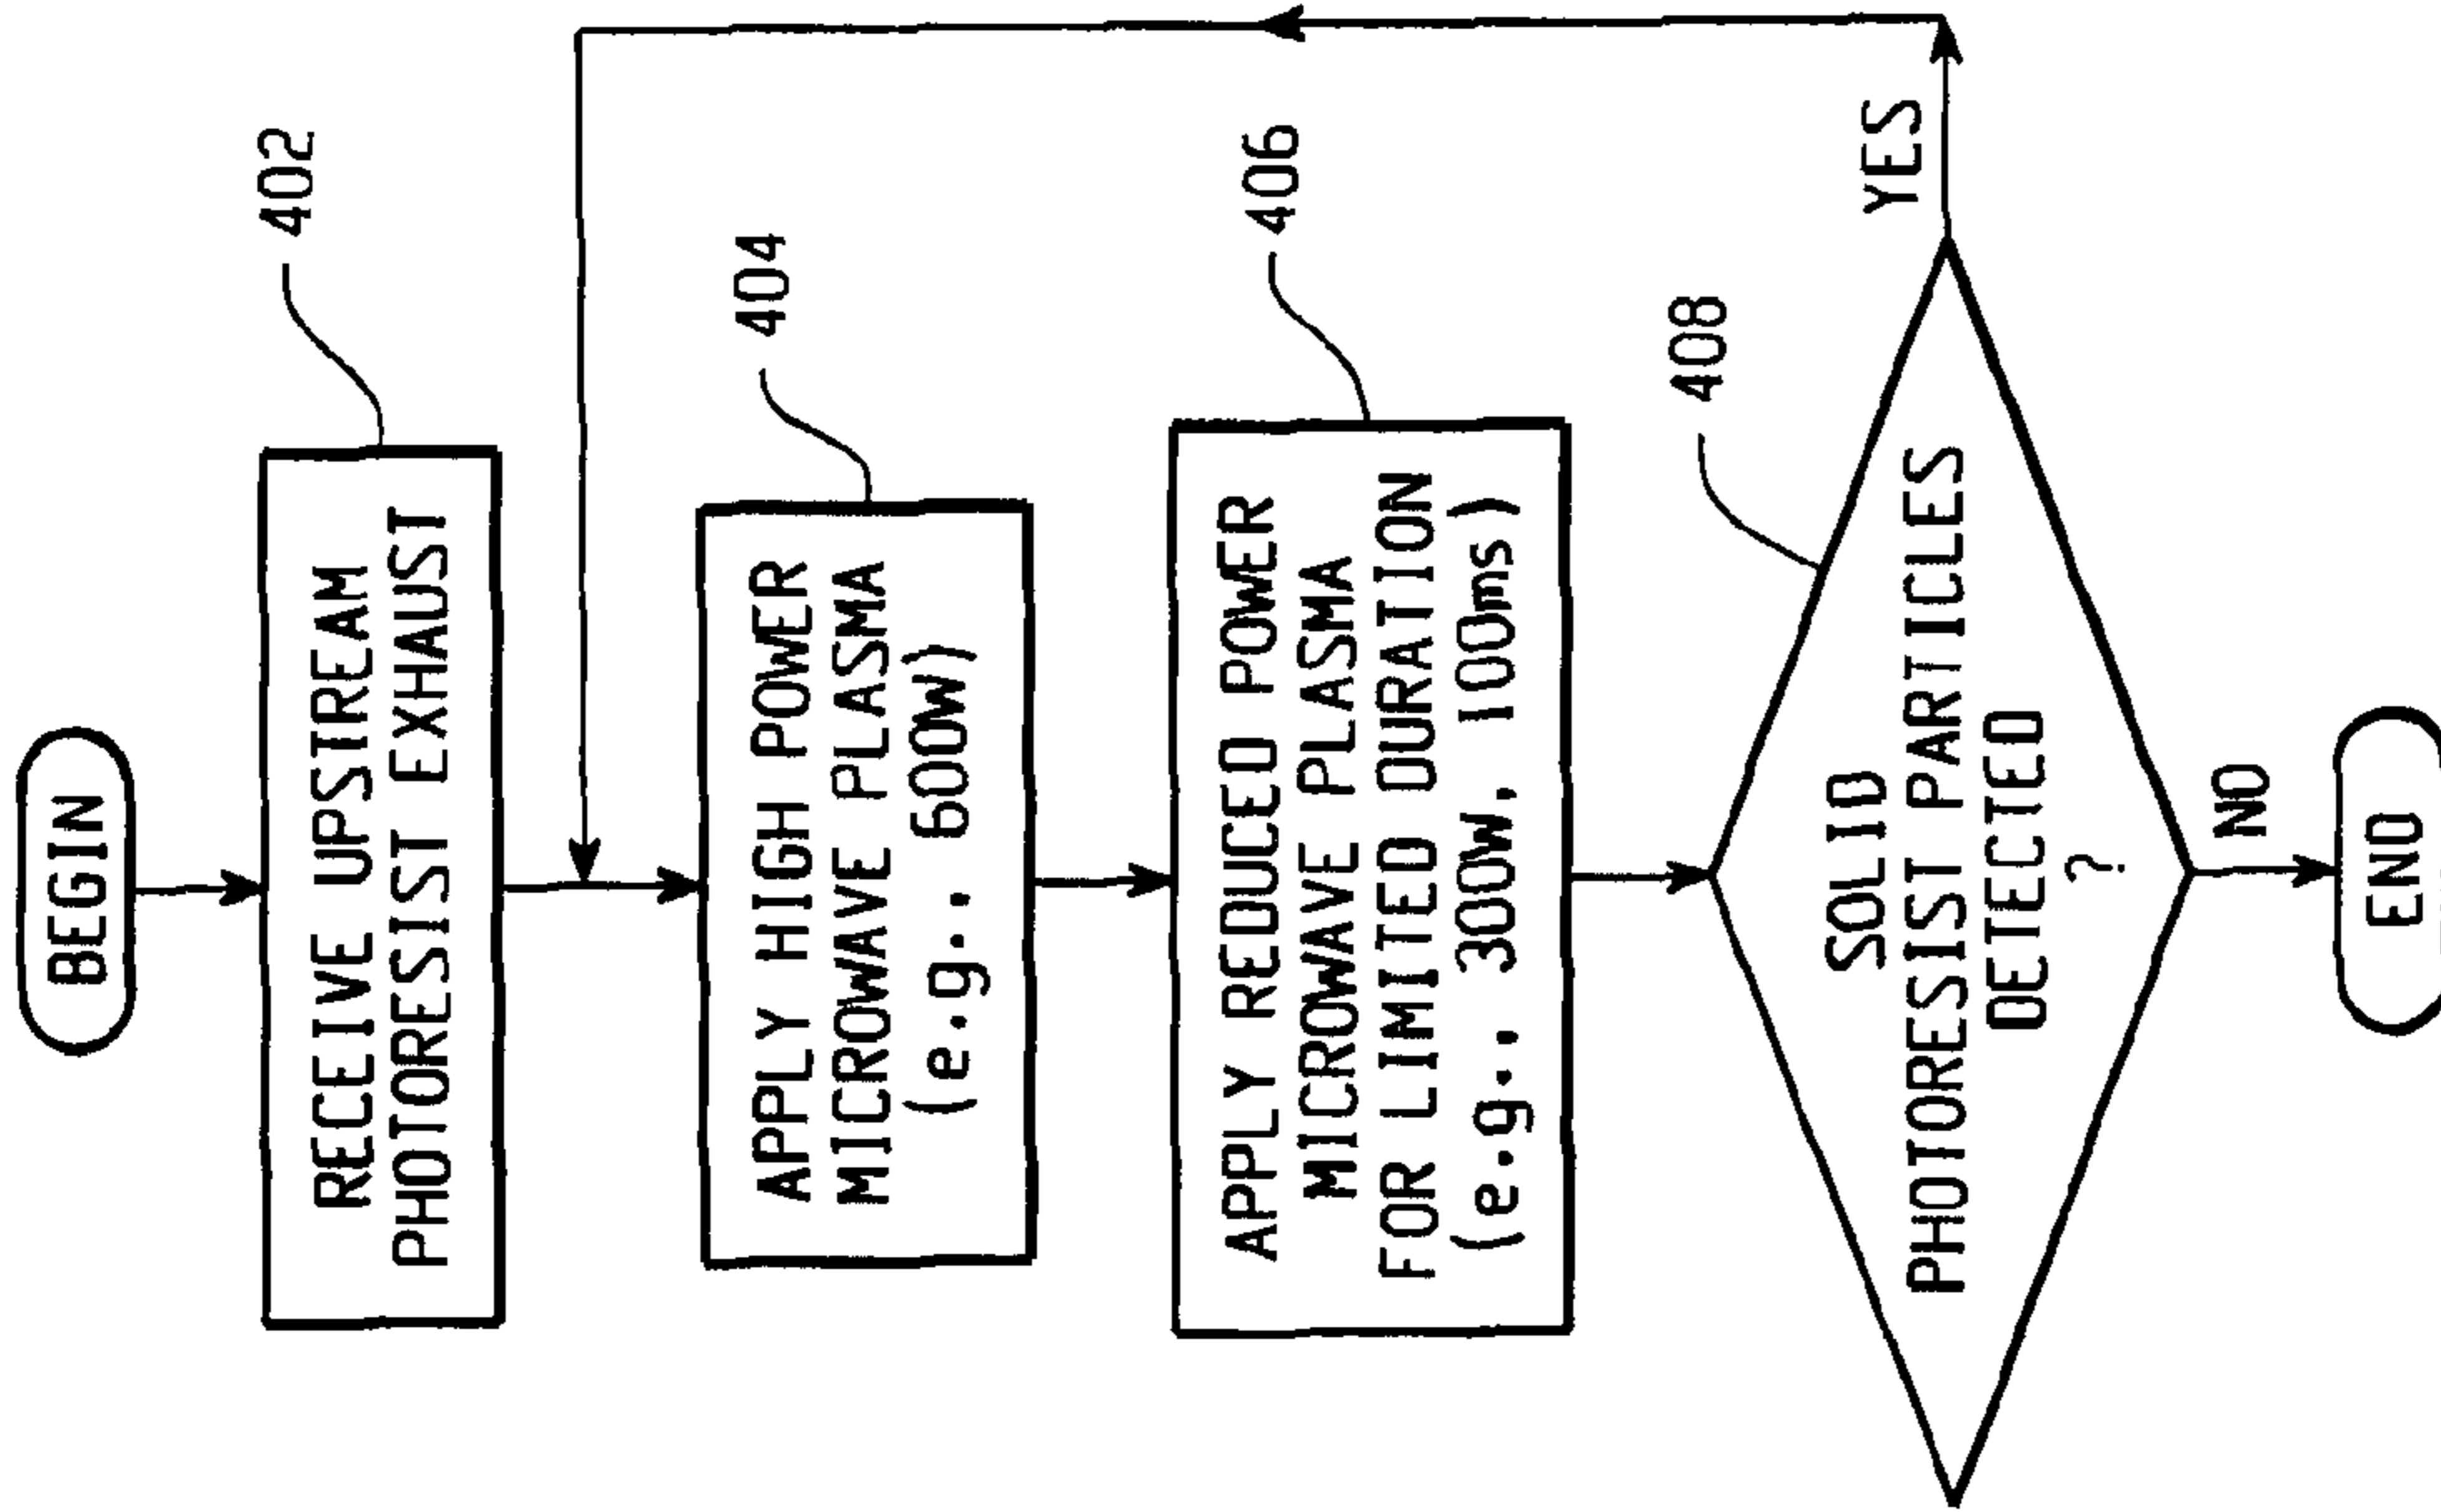 BEGIN
402
RECEIVE UPSTREAM
PHOTORESIST EXHAUST
404
APPLY HIGH POWER
MICROWAVE PLASMA
(e.g., 600W)
406
APPLY REDUCED POWER
MICROWAVE PLASMA
FOR LIMITED DURATION
(e.g., 300W, 100ms)
408
SOLID
PHOTORESIST PARTICLES
DETECTED
?
YES
NO
END